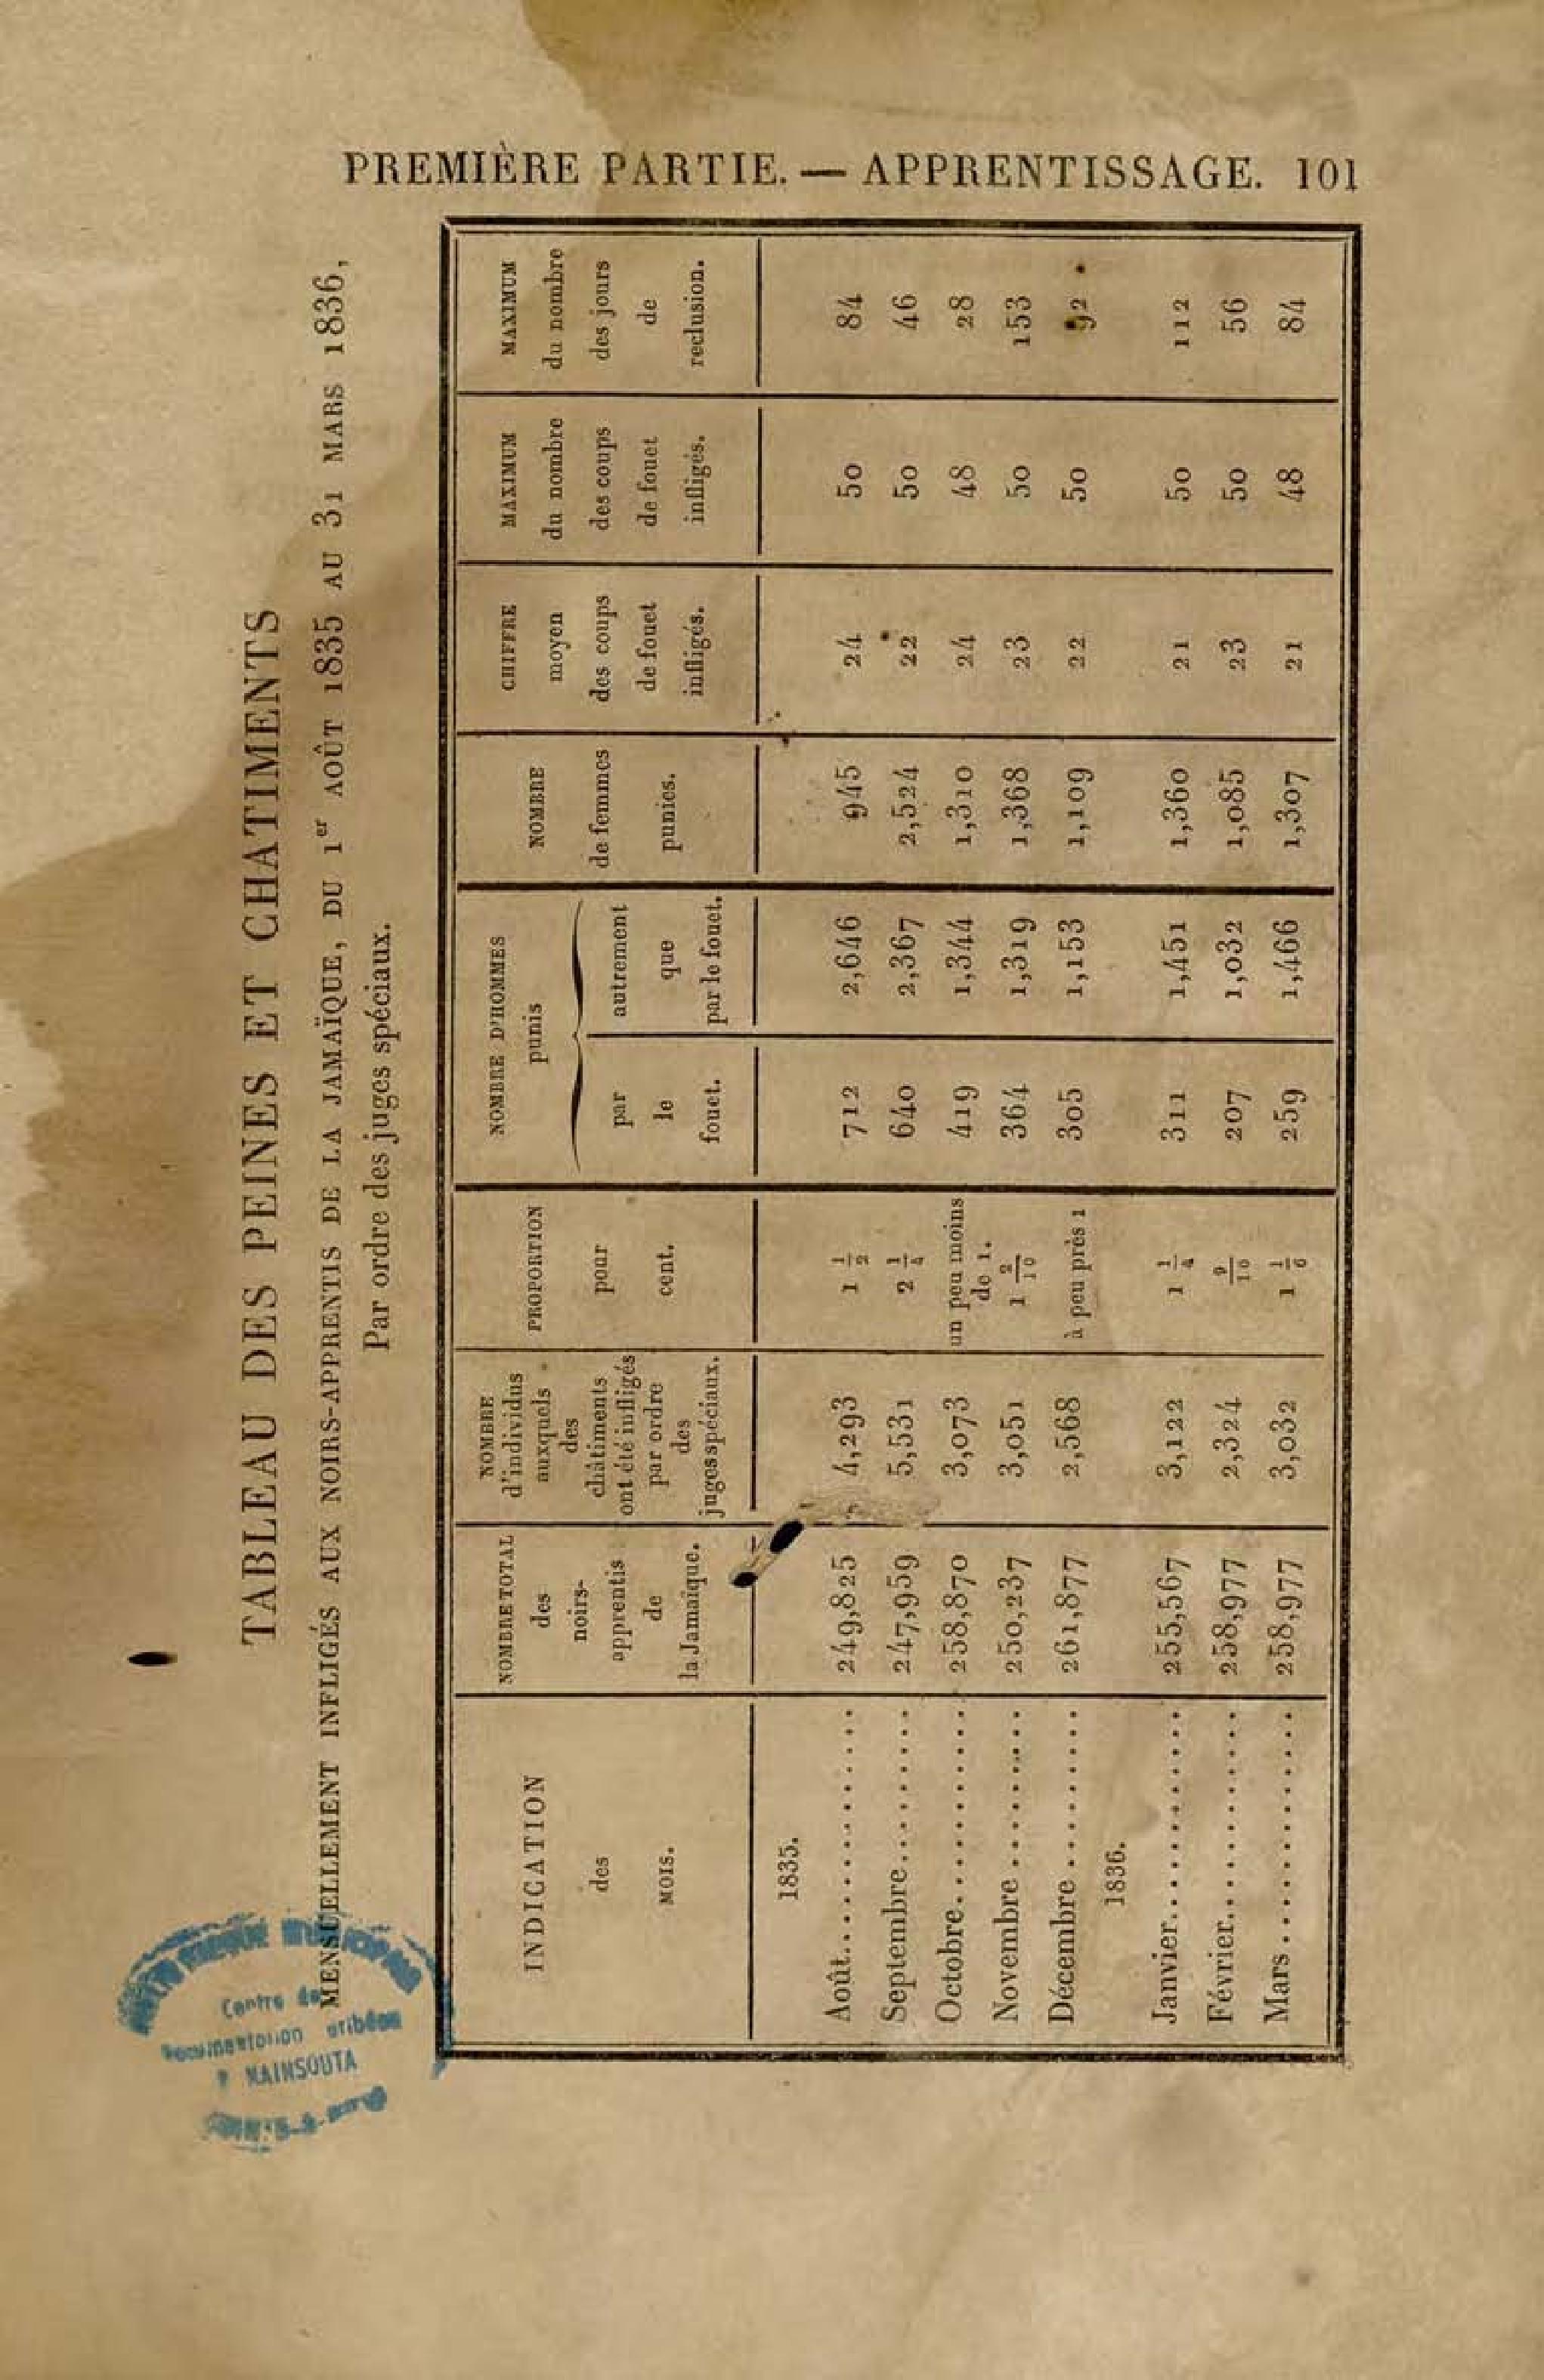 PREMIÈRE PARTIE. — APPRENTISSAGE. 101
TABLEAU DES PEINES ET CHATIMENTS
MENSUELLEMENT INFLIGÉS AUX NOIRS-APPRENTIS DE LA JAMAÏQUE, DU 1er AOÛT 1835 AU 31 MARS 1836,
Par ordre des juges spéciaux.
INDICATION
des
MOIS.
NOMBRE TOTAL
des
noirs-
apprentis
de
la Jamaïque.
NOMBRE
d'individus
auxquels
des
châtiments
ont été infligés
par ordre
des
juges spéciaux.
PROPORTION
pour
cent.
NOMBRE D'HOMMES
punis
par
le
fouet.
autrement
que
par le fouet.
NOMBRE
de femmes
punies.
CHIFFRE
moyen
des coups
de fouet
infligés.
MAXIMUM
du nombre
des coups
de fouet
infligés.
MAXIMUM
du nombre
des jours
de
reclusion.
1835.
Août.............. 249,825 4,293 1 1/2 712 2,646 945 24 50 84
Septembre.......... 247,959 5,531 2 1/4 640 2,367 2,524 22 50 46
Octobre............ 258,870 3,073 un peu moins de 1. 419 1,344 1,310 24 48 28
Novembre.......... 250,237 3,051 1 2/10 364 1,319 1,368 23 50 153
Décembre.......... 261,877 2,568 à peu près 1 305 1,153 1,109 22 50 92
1836.
Janvier............ 255,567 3,122 1 1/4 311 1,451 1,360 21 50 112
Février............ 258,977 2,324 9/10 207 1,032 1,085 23 50 56
Mars.............. 258,977 3,032 1 1/6 259 1,466 1,307 21 48 84
Centre de
MAINSOUTA